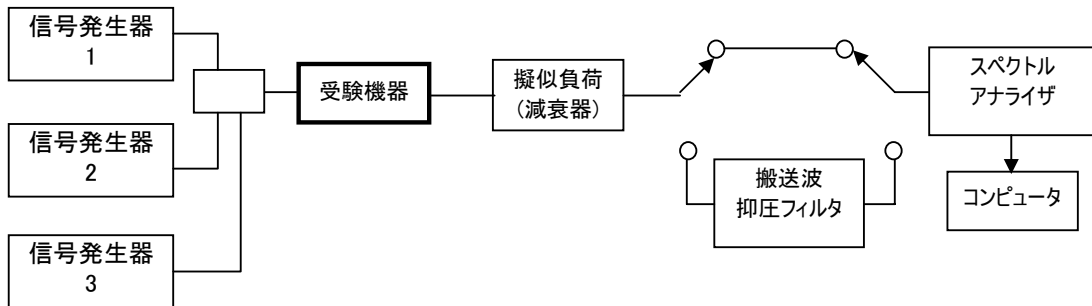 信号発生器
1
信号発生器
2
信号発生器
3
受験機器
擬似負荷
(減衰器)
搬送波
抑圧フィルタ
スペクトル
アナライザ
コンピュータ